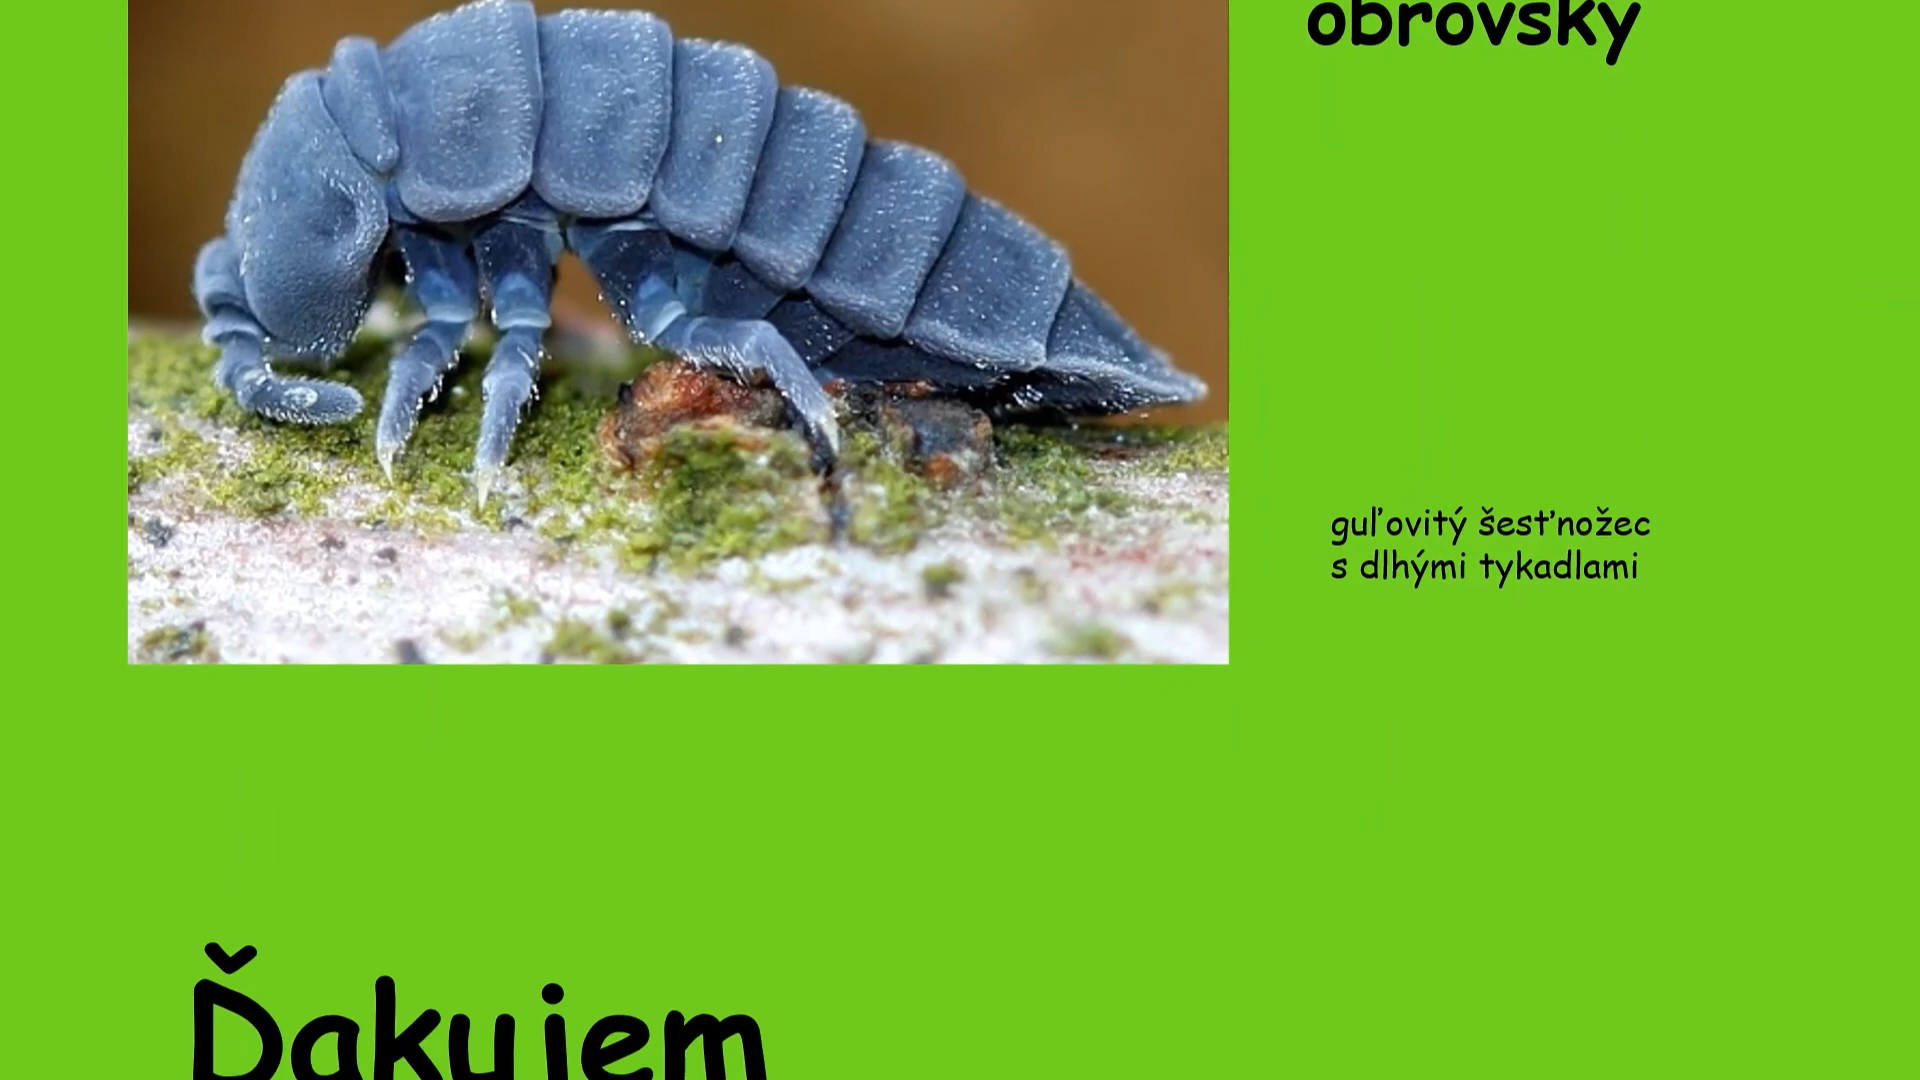 obrovský
guľovitý šesťnožec
s dlhými tykadlami
Ďakujem